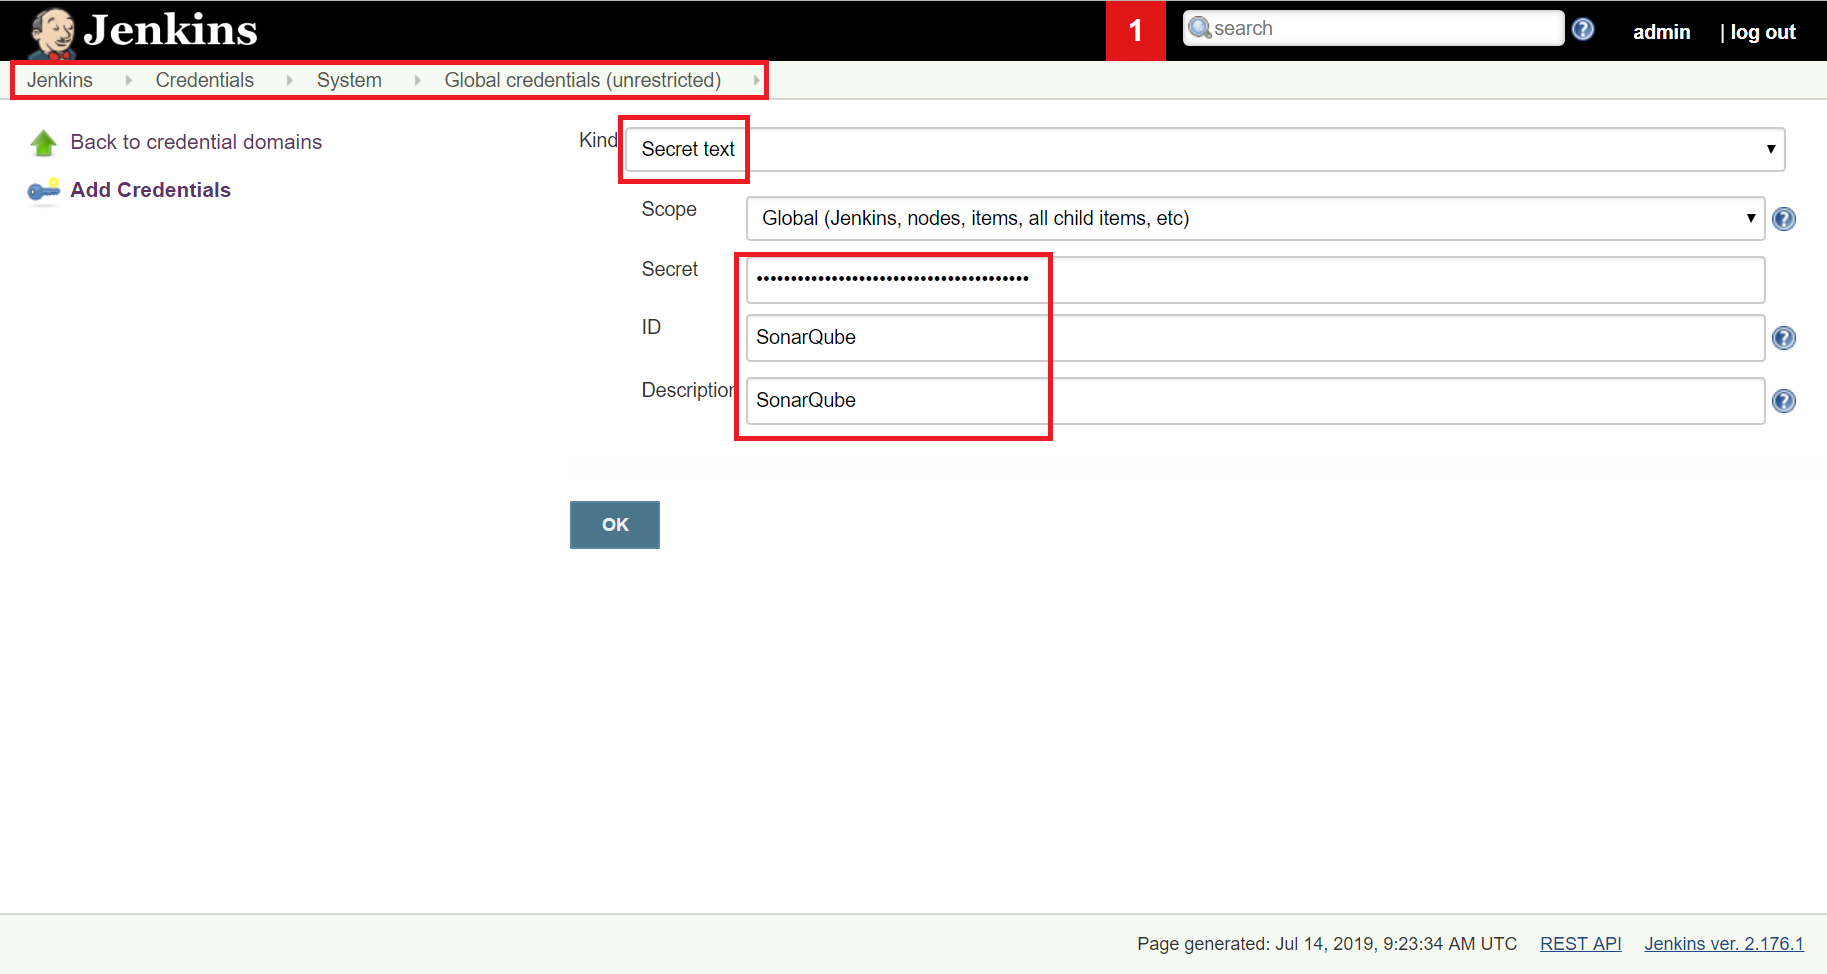 Jenkins
1
search
admin
| log out
Jenkins Credentials System Global credentials (unrestricted)
Back to credential domains
Add Credentials
Kind Secret text
Scope Global (Jenkins, nodes, items, all child items, etc)
Secret ••••••••••••••••••••••••••••••••••••••••
ID SonarQube
Description SonarQube
OK
Page generated: Jul 14, 2019, 9:23:34 AM UTC REST API Jenkins ver. 2.176.1